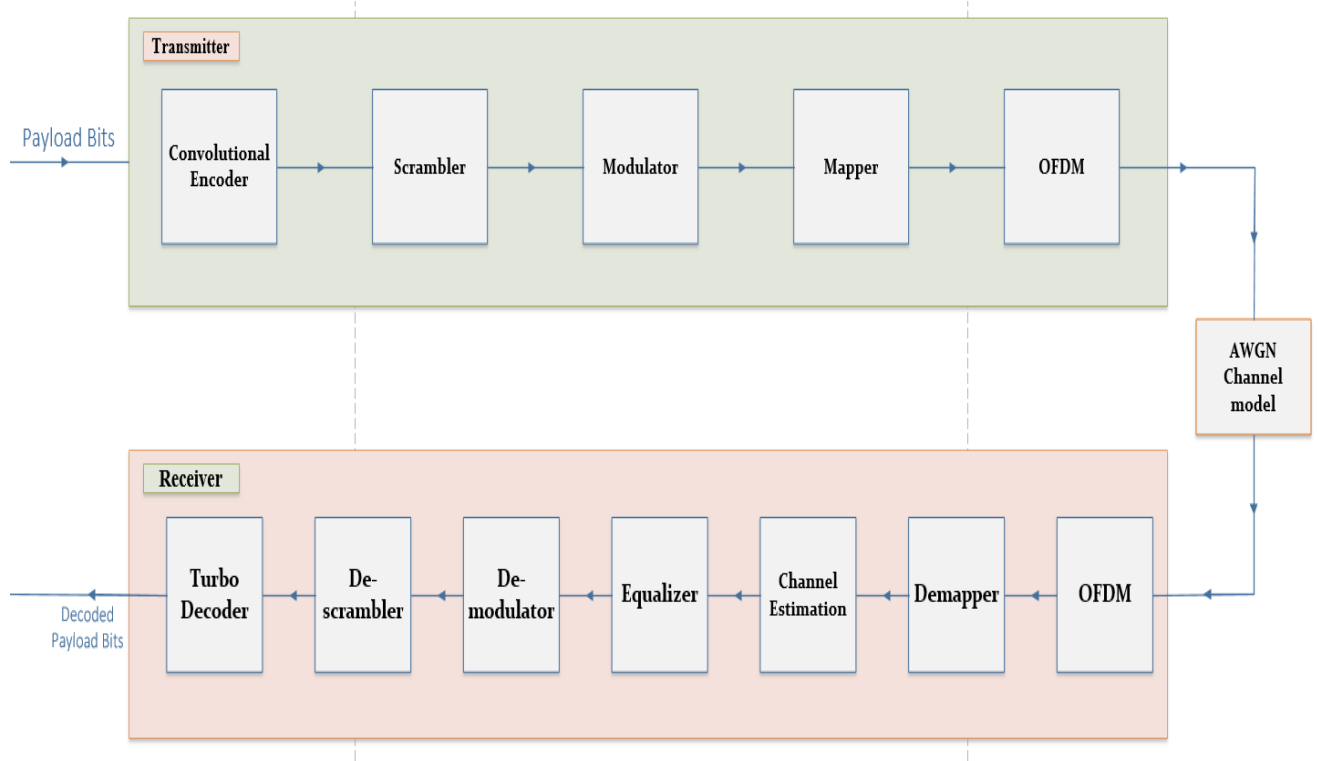 Transmitter
Payload Bits
Convolutional
Encoder
Scrambler
Modulator
Mapper
OFDM
AWGN
Channel
model
Receiver
Turbo
Decoder
De-
scrambler
De-
modulator
Equalizer
Channel
Estimation
Demapper
OFDM
Decoded
Payload Bits